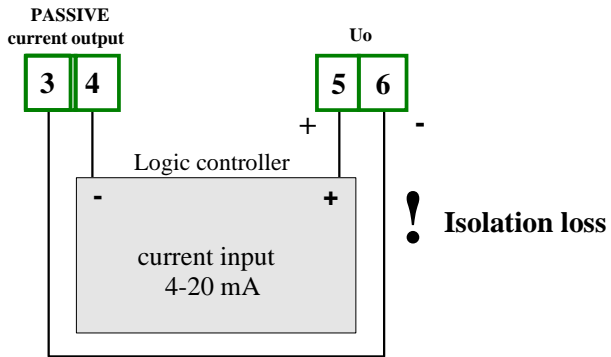 PASSIVE
current output
Uo
3 4 5 6
+ -
Logic controller
- +
current input
4-20 mA
! Isolation loss